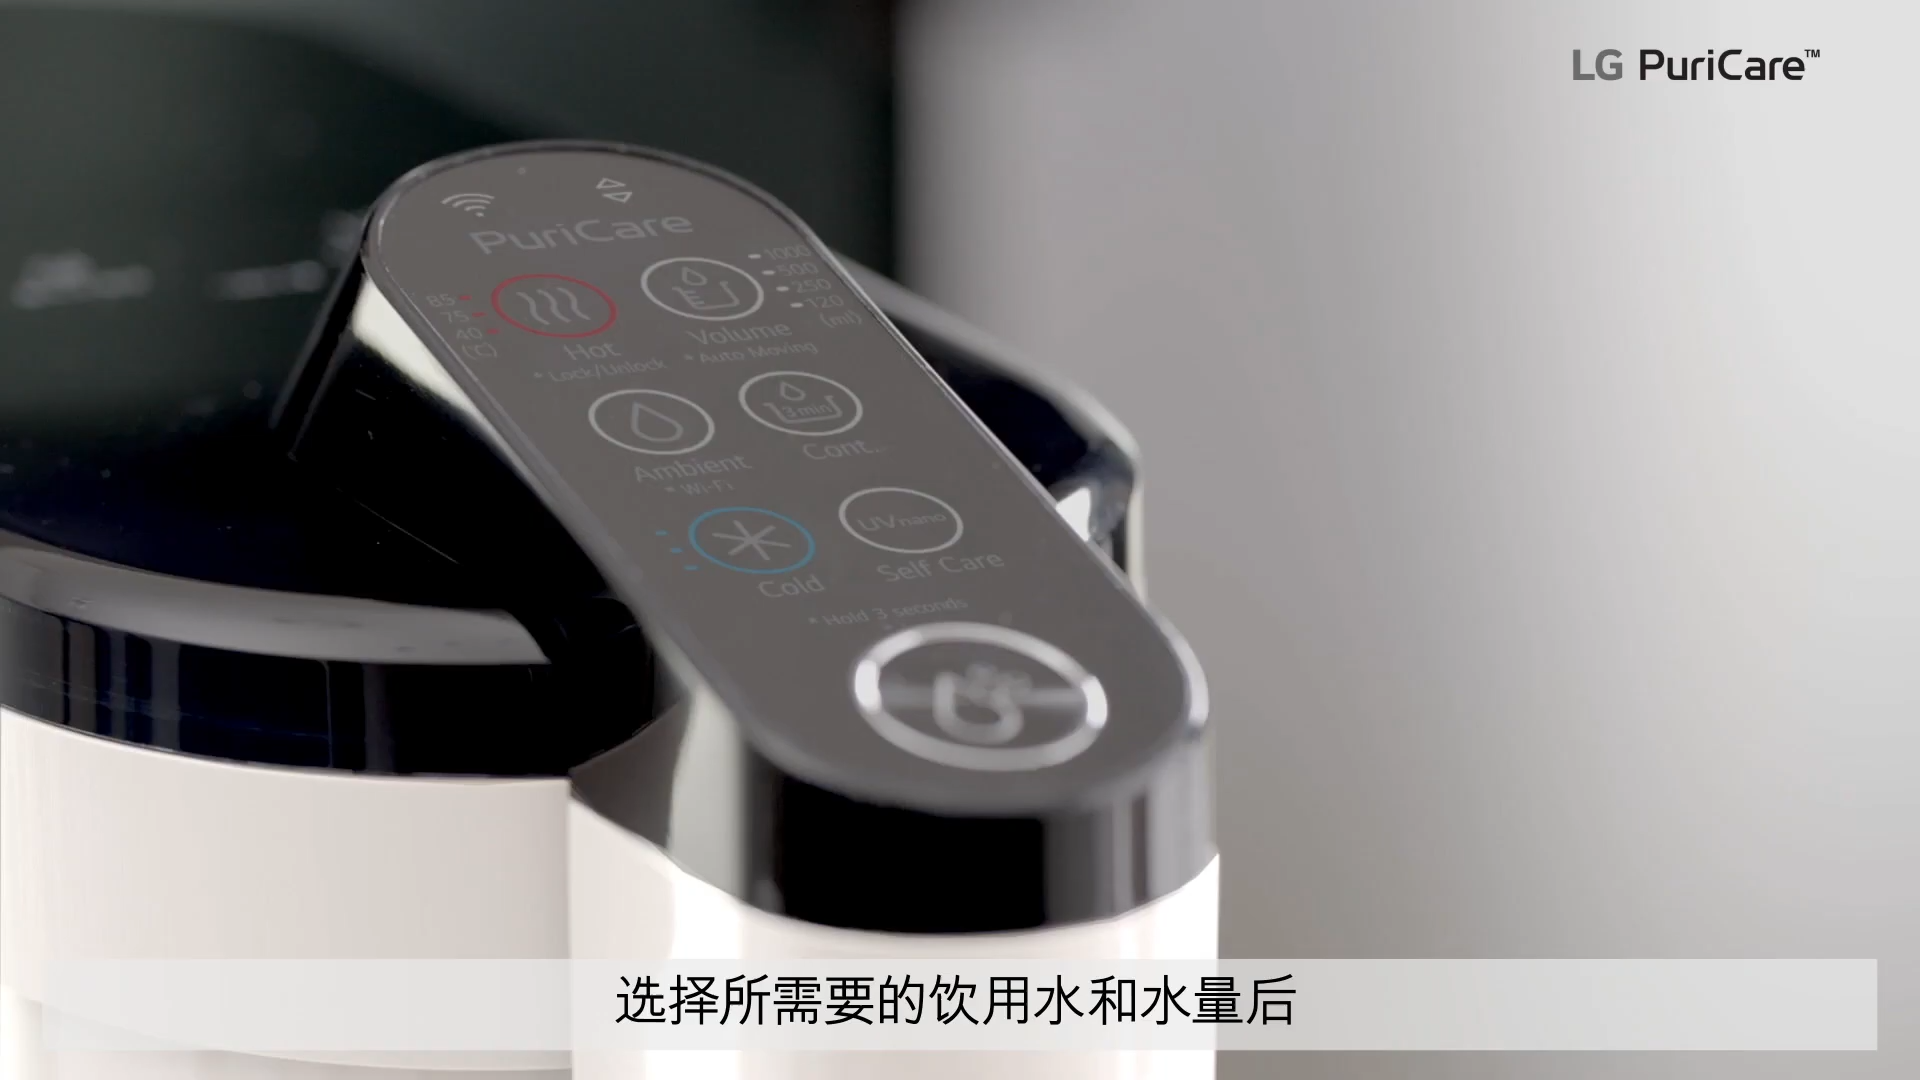 LG PuriCare™
PuriCare
1000
500
250
120
(ml)
85
75
40
(℃)
Hot
* Lock/Unlock
Volume
* Auto Moving
3 min
Ambient
* Wi-Fi
Cont.
UVnano
Cold
Self Care
* Hold 3 seconds
选择所需要的饮用水和水量后